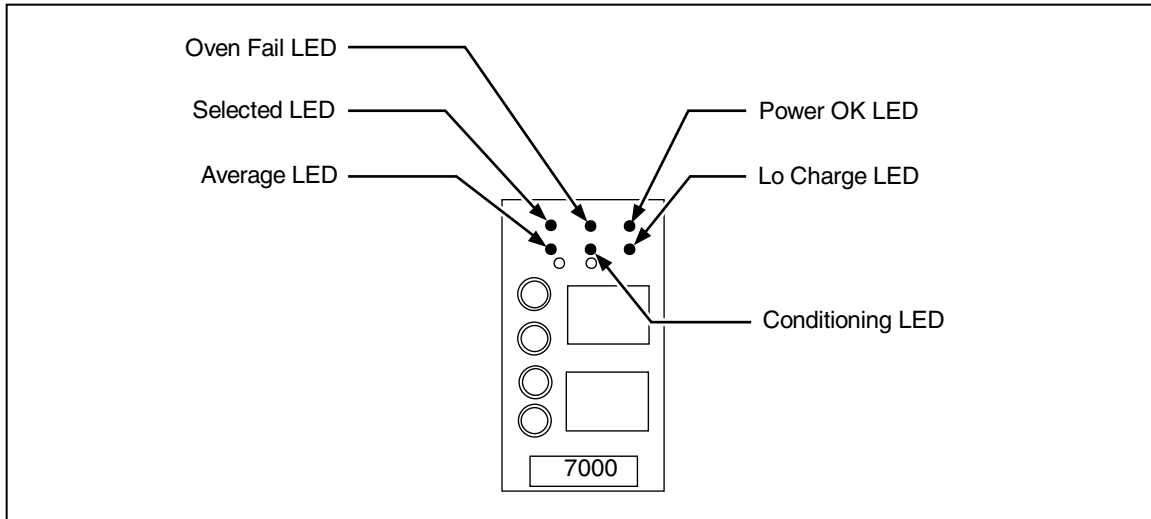 Oven Fail LED
Selected LED
Power OK LED
Average LED
Lo Charge LED
Conditioning LED
7000